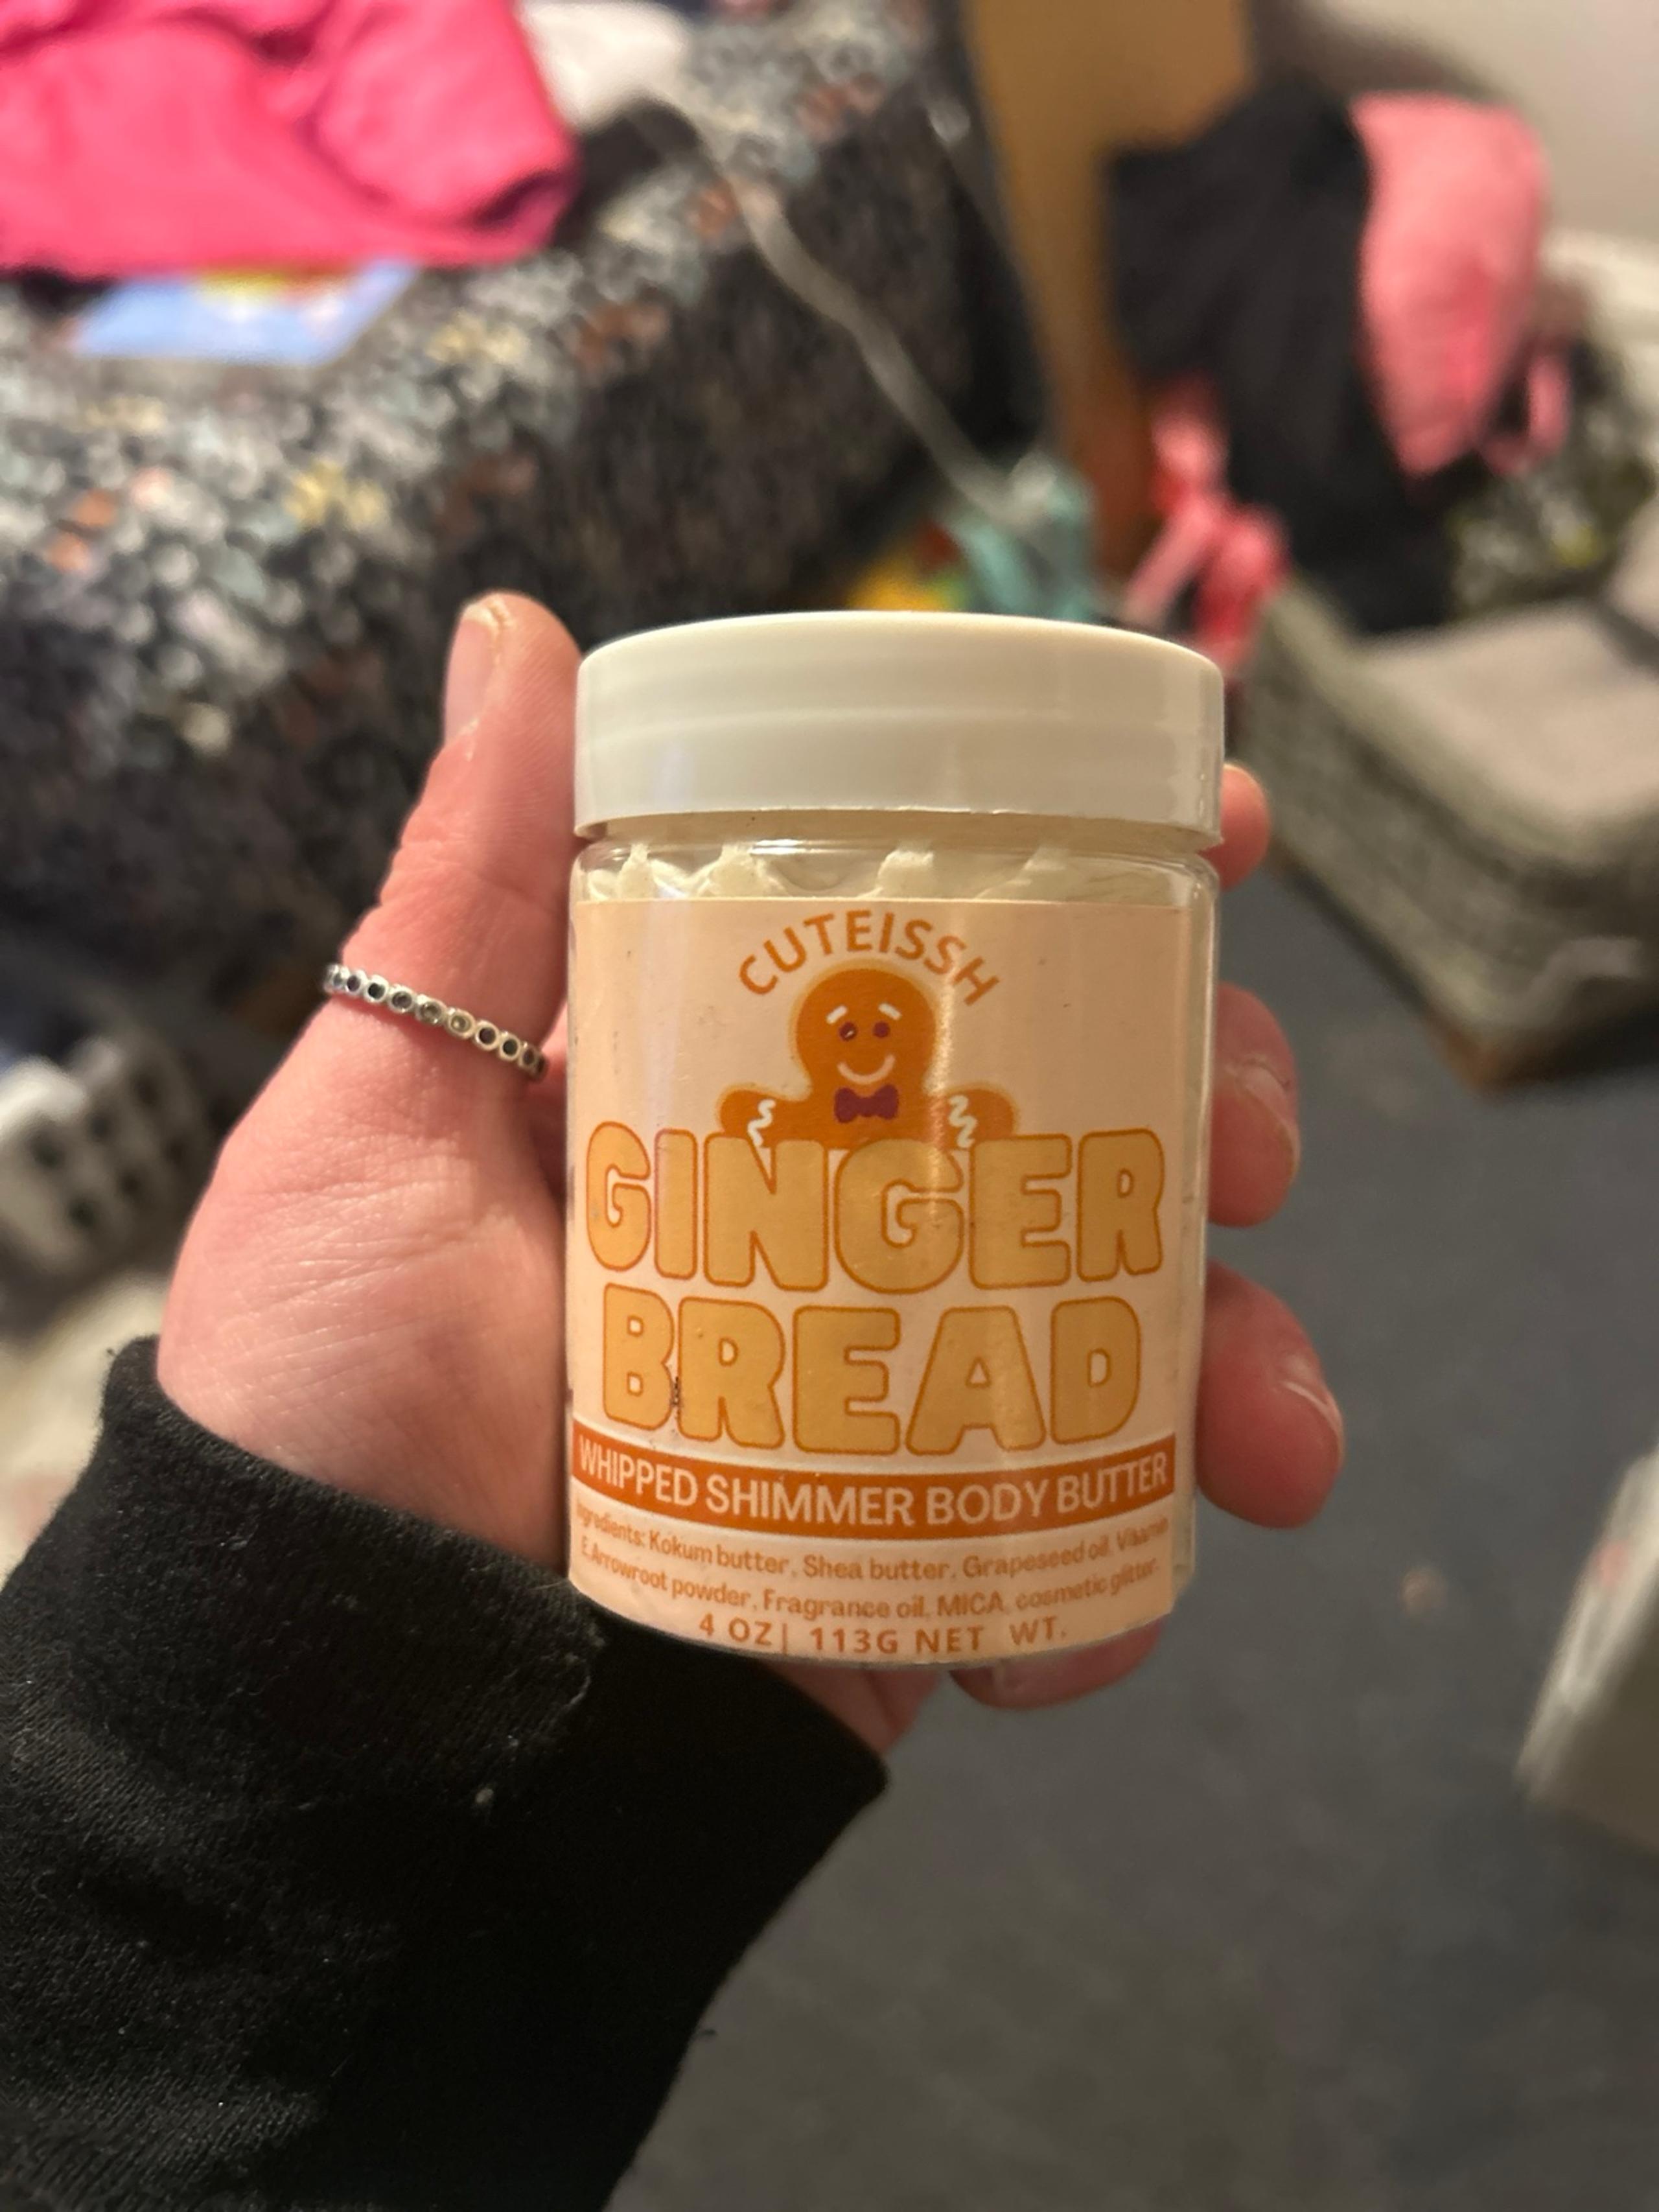 CUTEISSH
GINGER
BREAD
WHIPPED SHIMMER BODY BUTTER
Ingredients: Kokum butter, Shea butter, Grapeseed oil, Vitamin
E,Arrowroot powder, Fragrance oil, MICA, cosmetic glitter.
4 OZ| 113G NET WT.